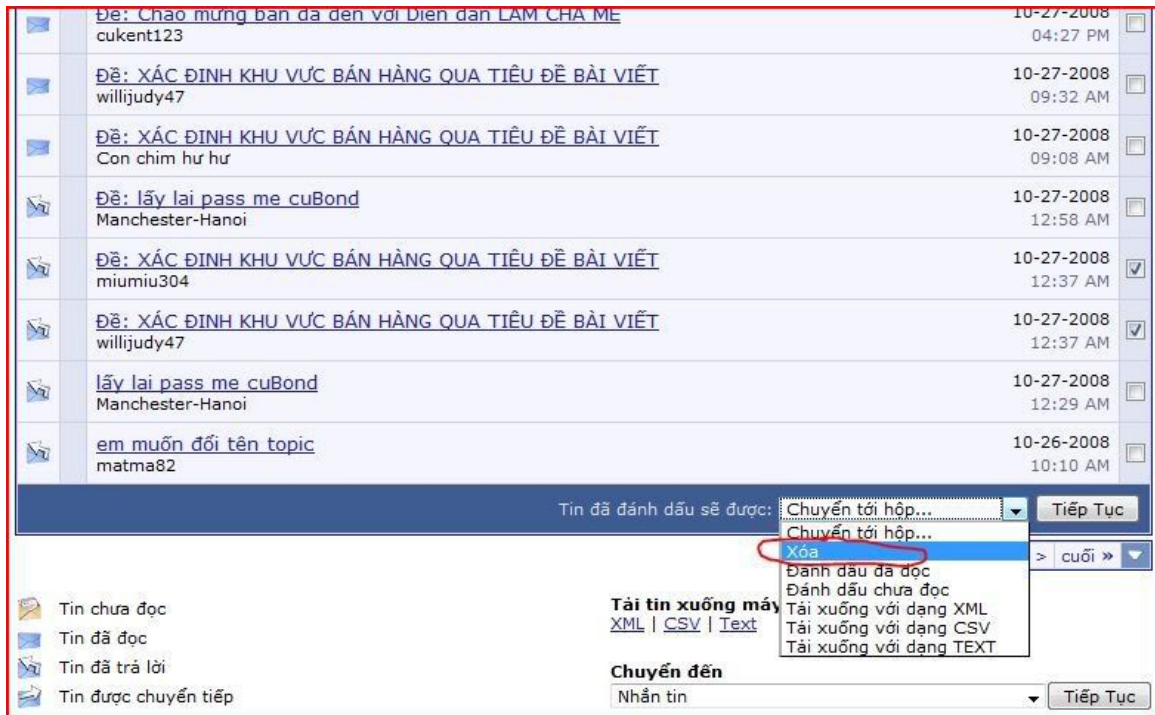 Đề: Chào mừng bạn đã đến với Diễn đàn LÀM CHA MẸ
10-27-2008
cukent123
04:27 PM
Đề: XÁC ĐỊNH KHU VỰC BÁN HÀNG QUA TIÊU ĐỀ BÀI VIẾT
10-27-2008
willijudy47
09:32 AM
Đề: XÁC ĐỊNH KHU VỰC BÁN HÀNG QUA TIÊU ĐỀ BÀI VIẾT
10-27-2008
Con chim hư hư
09:08 AM
Đề: lấy lại pass mẹ cuBond
10-27-2008
Manchester-Hanoi
12:58 AM
Đề: XÁC ĐỊNH KHU VỰC BÁN HÀNG QUA TIÊU ĐỀ BÀI VIẾT
10-27-2008
miumiu304
12:37 AM
Đề: XÁC ĐỊNH KHU VỰC BÁN HÀNG QUA TIÊU ĐỀ BÀI VIẾT
10-27-2008
willijudy47
12:37 AM
lấy lại pass mẹ cuBond
10-27-2008
Manchester-Hanoi
12:29 AM
em muốn đổi tên topic
10-26-2008
matma82
10:10 AM
Tin đã đánh dấu sẽ được: Chuyển tới hộp... Tiếp Tục
Chuyển tới hộp...
Xóa
Đánh dấu đã đọc
Đánh dấu chưa đọc
Tải xuống với dạng XML
Tải xuống với dạng CSV
Tải xuống với dạng TEXT
> cuối »
Tin chưa đọc
Tin đã đọc
Tin đã trả lời
Tin được chuyển tiếp
Tải tin xuống máy
XML | CSV | Text
Chuyển đến
Nhắn tin Tiếp Tục